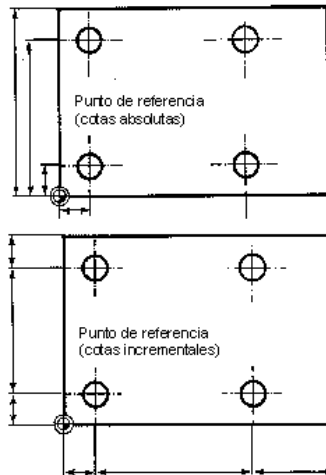 Punto de referencia
(cotas absolutas)
Punto de referencia
(cotas incrementales)